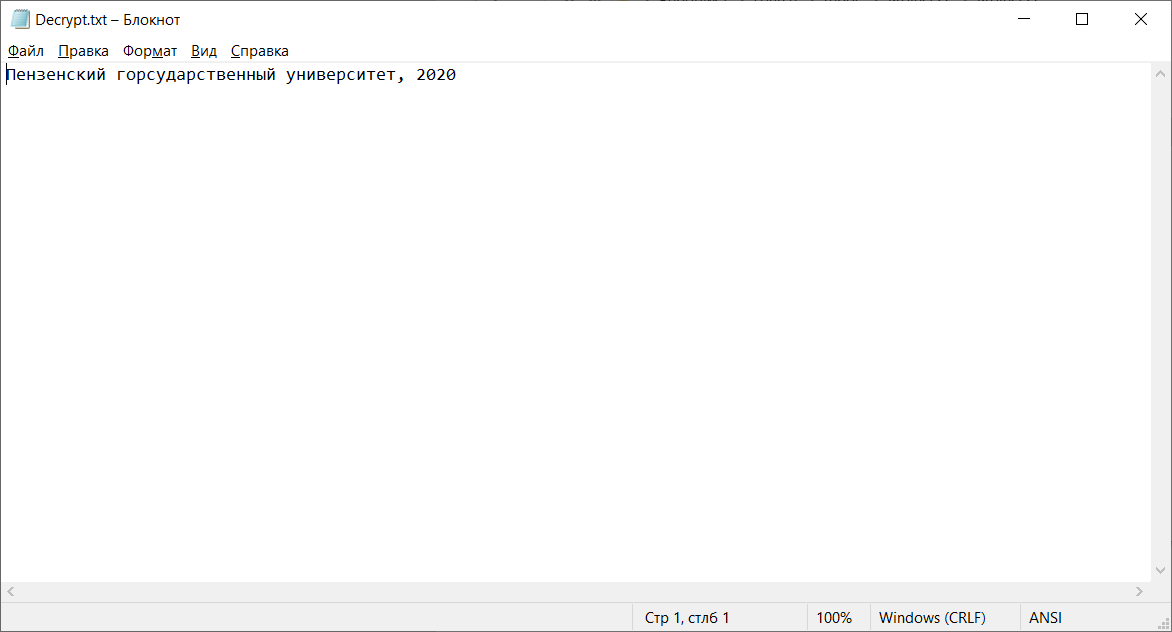 Decrypt.txt – Блокнот
Файл Правка Формат Вид Справка
Пензенский горсударственный университет, 2020
Стр 1, стлб 1 100% Windows (CRLF) ANSI